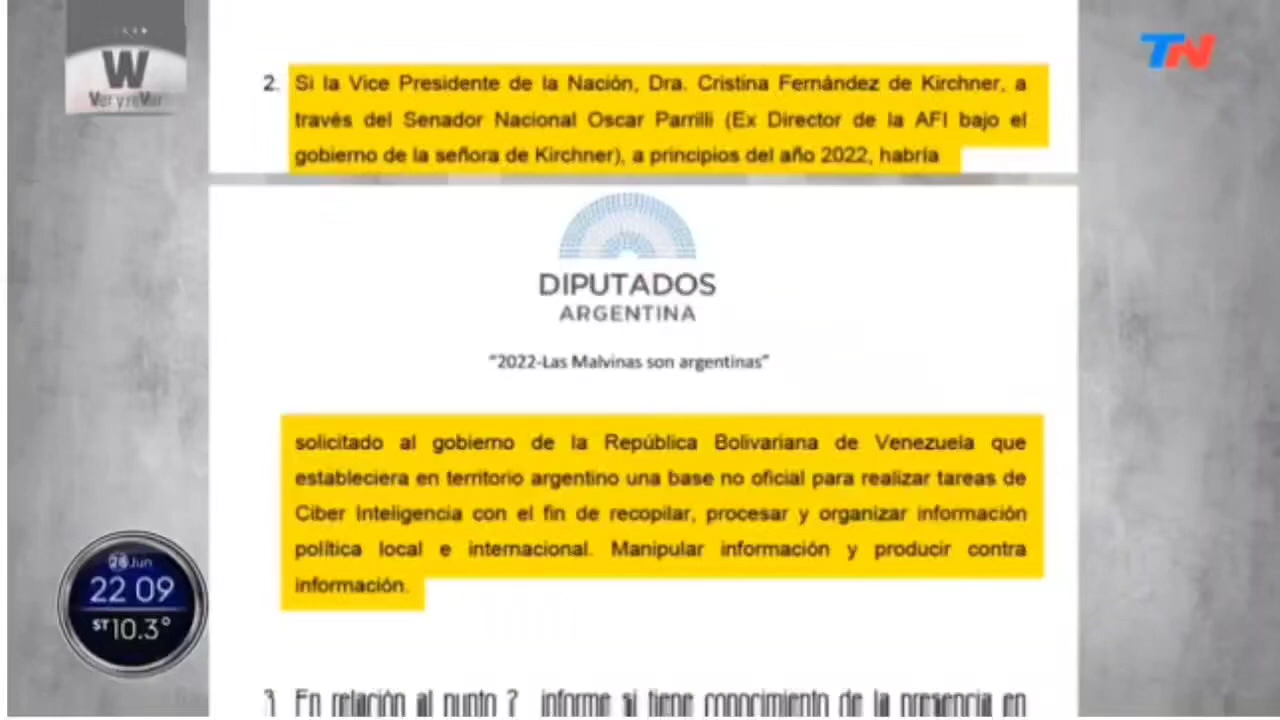 W
Ver y reVer
TN
2. Si la Vice Presidente de la Nación, Dra. Cristina Fernández de Kirchner, a
través del Senador Nacional Oscar Parrilli (Ex Director de la AFI bajo el
gobierno de la señora de Kirchner), a principios del año 2022, habría
DIPUTADOS
ARGENTINA
"2022-Las Malvinas son argentinas"
solicitado al gobierno de la República Bolivariana de Venezuela que
estableciera en territorio argentino una base no oficial para realizar tareas de
Ciber Inteligencia con el fin de recopilar, procesar y organizar información
política local e internacional. Manipular información y producir contra
información.
26 Jun
22 09
ST 10.3°
3. En relación al punto 2, informe si tiene conocimiento de la presencia en